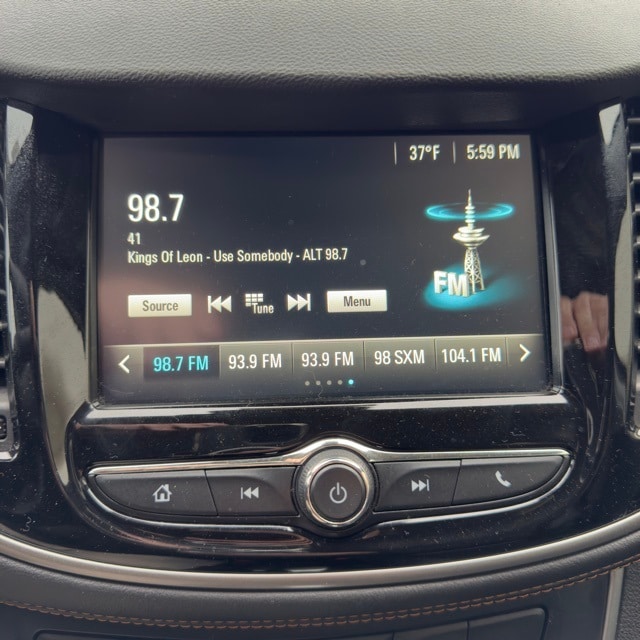 37°F 5:59 PM
98.7
41
Kings Of Leon - Use Somebody - ALT 98.7
FM
Source Tune Menu
98.7 FM 93.9 FM 93.9 FM 98 SXM 104.1 FM